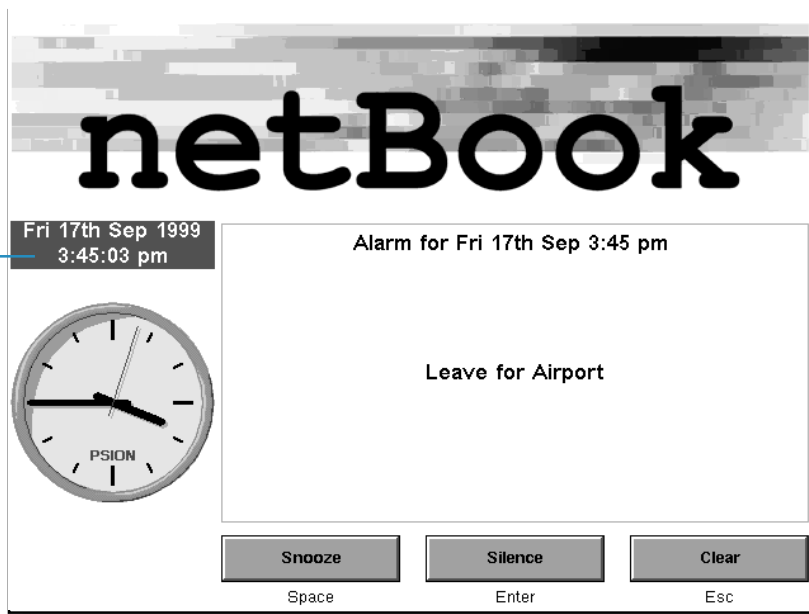 netBook
Fri 17th Sep 1999
3:45:03 pm
Alarm for Fri 17th Sep 3:45 pm
Leave for Airport
PSION
Snooze
Silence
Clear
Space
Enter
Esc